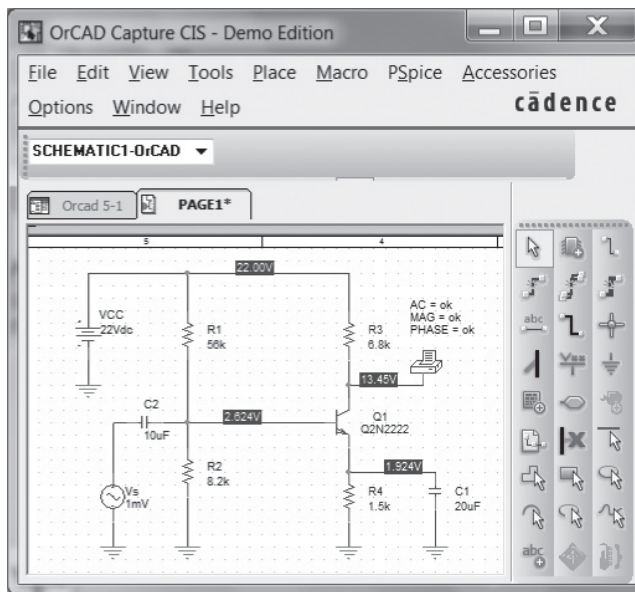 OrCAD Capture CIS - Demo Edition
File Edit View Tools Place Macro PSpice Accessories
Options Window Help
cādence
SCHEMATIC1-OrCAD
Orcad 5-1 PAGE1*
5 4
22.00V
VCC
22Vdc
R1
56k
R3
6.8k
AC = ok
MAG = ok
PHASE = ok
13.45V
C2
10uF
2.624V
Q1
Q2N2222
R2
8.2k
1.924V
Vs
1mV
R4
1.5k
C1
20uF
abc
abc